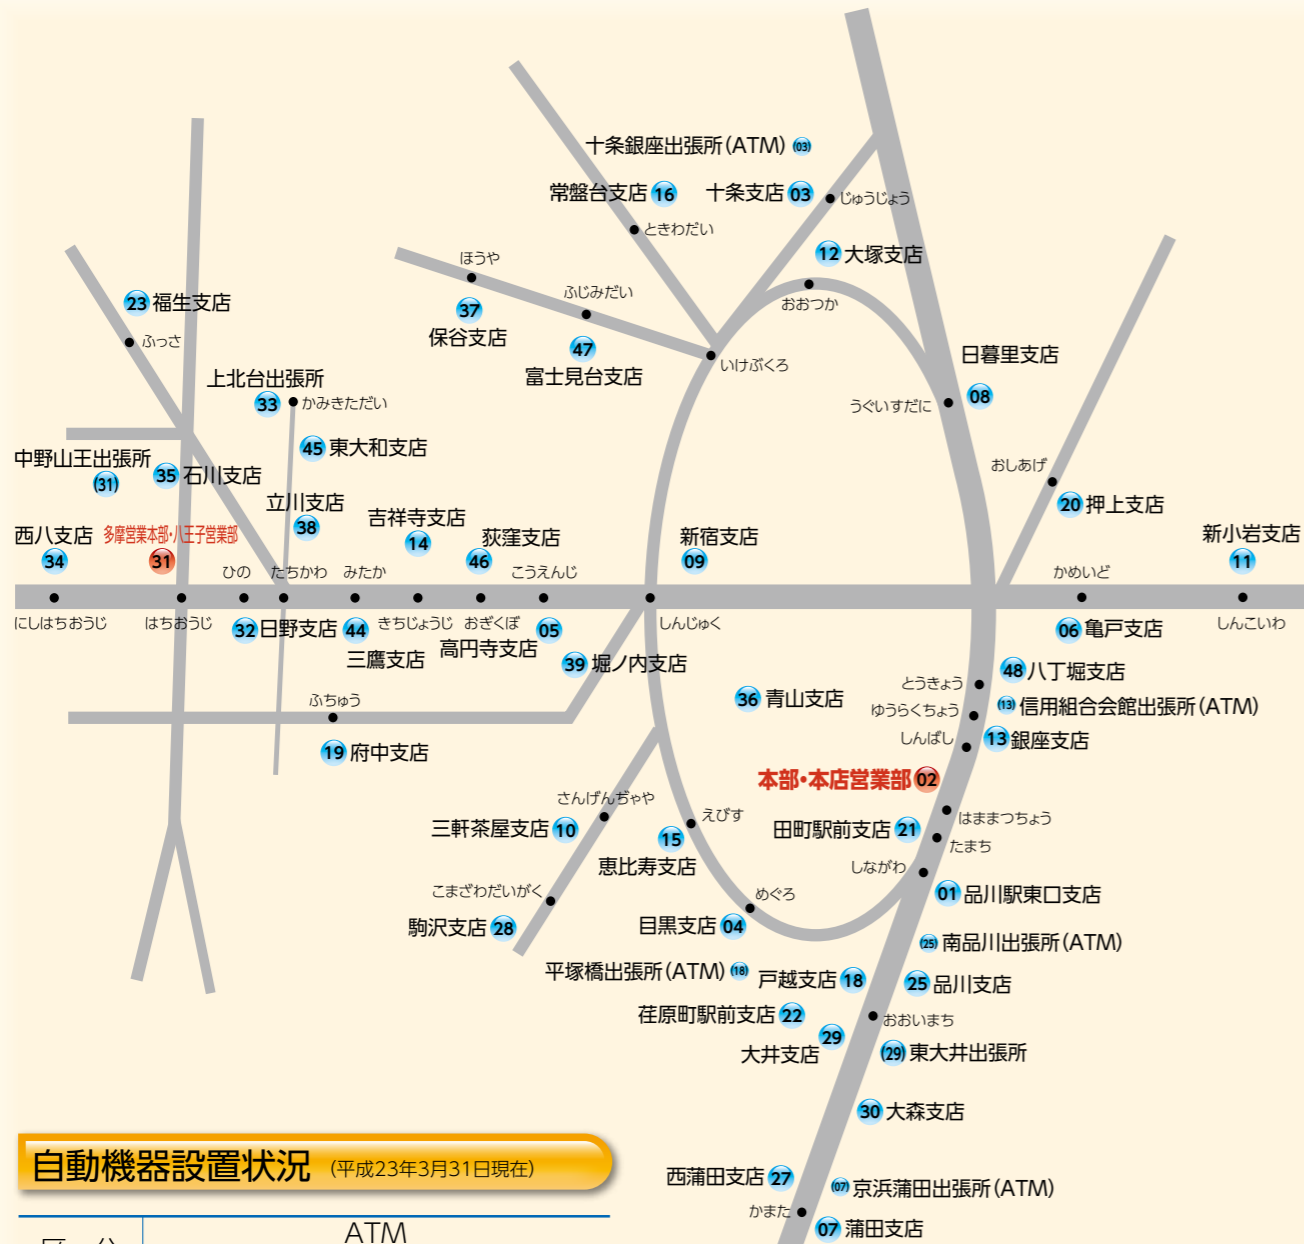 十条銀座出張所(ATM) (03)
常盤台支店 16
十条支店 03
じゅうじょう
ときわだい
12 大塚支店
おおつか
ほうや
37
保谷支店
ふじみだい
47
富士見台支店
いけぶくろ
日暮里支店
08
うぐいすだに
23 福生支店
ふっさ
上北台出張所
33
かみきただい
45 東大和支店
おしあげ
20 押上支店
中野山王出張所
(31)
35 石川支店
立川支店
38
吉祥寺支店
14
荻窪支店
46
新宿支店
09
新小岩支店
11
西八支店
34
多摩営業本部・八王子営業部
31
ひの
たちかわ
みたか
こうえんじ
かめいど
にしはちおうじ
はちおうじ
32 日野支店
44
三鷹支店
きちじょうじ
おぎくぼ
高円寺支店
05
しんじゅく
06 亀戸支店
しんこいわ
39 堀ノ内支店
36 青山支店
とうきょう
48 八丁堀支店
ゆうらくちょう
(13) 信用組合会館出張所(ATM)
しんばし
13 銀座支店
ふちゅう
19 府中支店
本部・本店営業部 02
はままつちょう
さんげんぢゃや
三軒茶屋支店 10
えびす
15
恵比寿支店
田町駅前支店 21
たまち
しながわ
01 品川駅東口支店
こまざわだいがく
駒沢支店 28
めぐろ
目黒支店 04
(25) 南品川出張所(ATM)
平塚橋出張所(ATM) (18)
戸越支店 18
25 品川支店
荏原町駅前支店 22
おおいまち
29
大井支店
(29) 東大井出張所
30 大森支店
西蒲田支店 27
(07) 京浜蒲田出張所(ATM)
かまた
07 蒲田支店
自動機器設置状況 (平成23年3月31日現在)
区 分
ATM